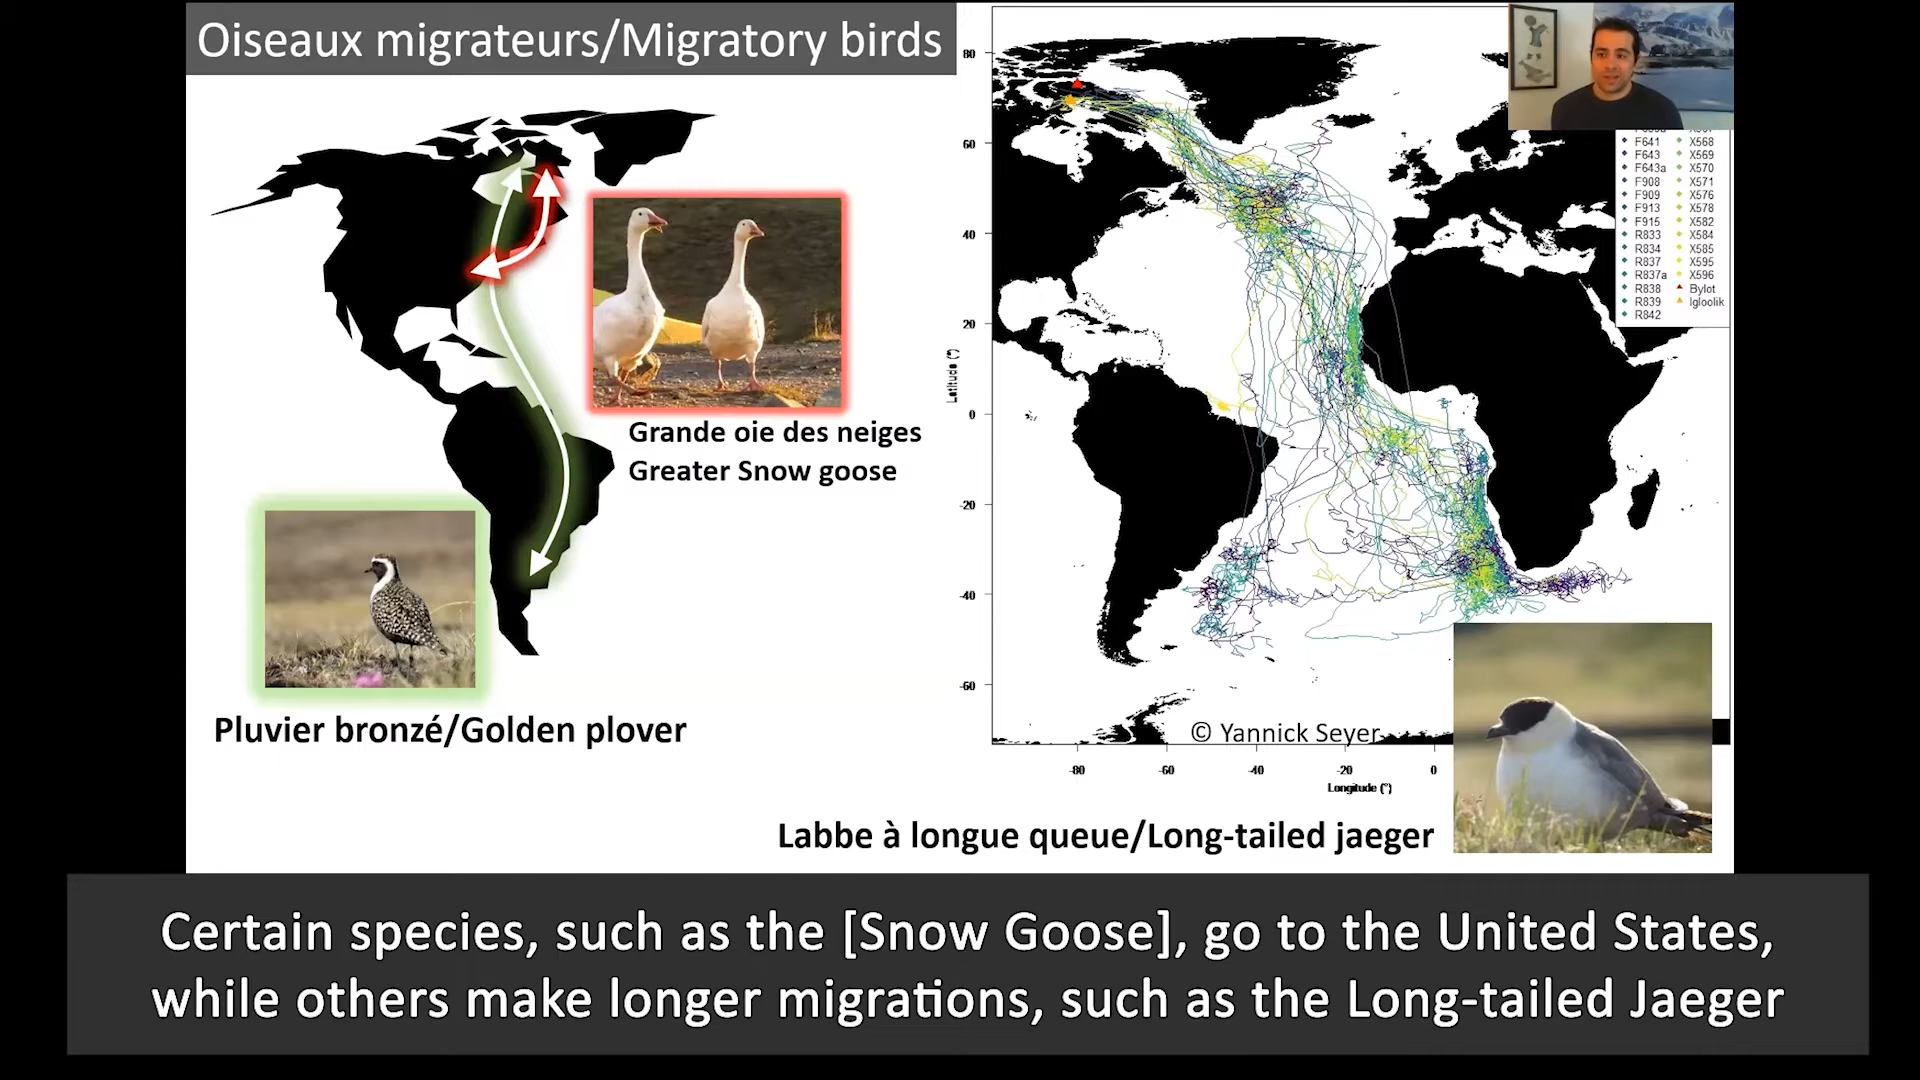 Oiseaux migrateurs/Migratory birds
Grande oie des neiges
Greater Snow goose
Pluvier bronzé/Golden plover
80
60
40
20
0
-20
-40
-60
Latitude (°)
-80
-60
-40
-20
0
Longitude (°)
F641
F643
F643a
F908
F909
F913
F915
R833
R834
R837
R837a
R838
R839
R842
X568
X569
X570
X571
X576
X578
X582
X584
X585
X595
X596
Bylot
Igloolik
© Yannick Seyer
Labbe à longue queue/Long-tailed jaeger
Certain species, such as the [Snow Goose], go to the United States,
while others make longer migrations, such as the Long-tailed Jaeger